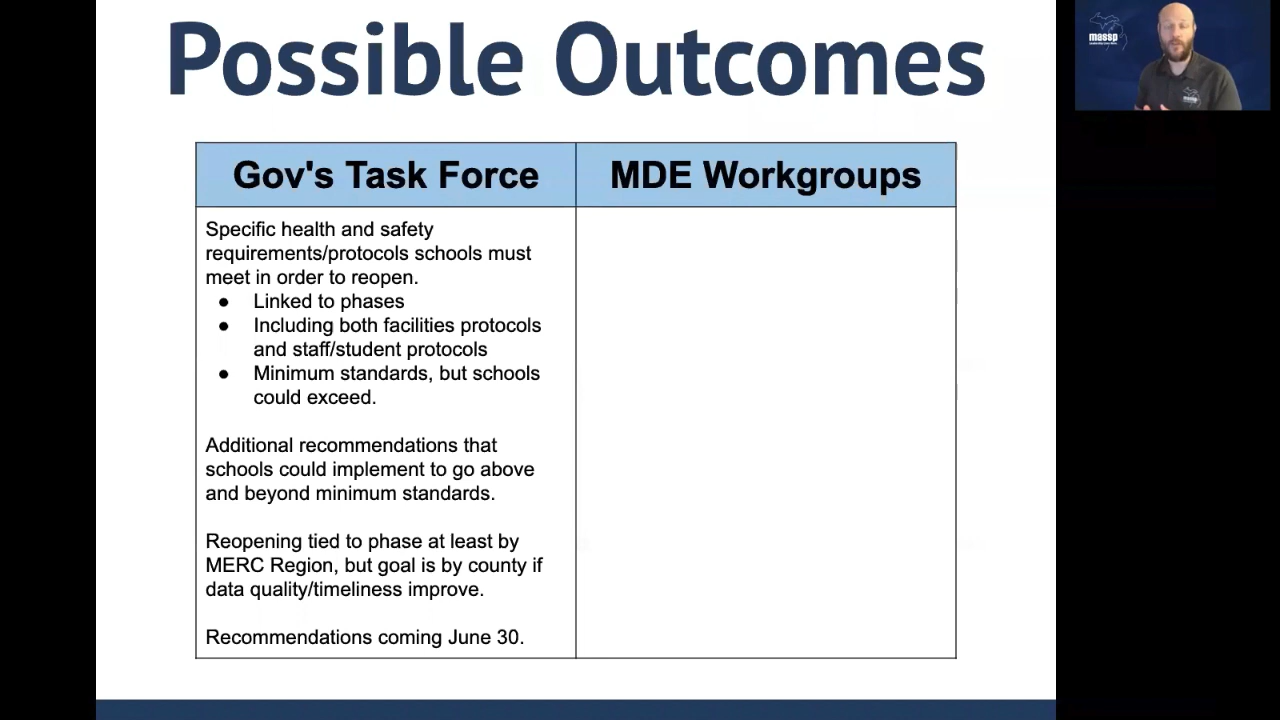 Possible Outcomes
Gov's Task Force
MDE Workgroups
Specific health and safety
requirements/protocols schools must
meet in order to reopen.
● Linked to phases
● Including both facilities protocols
and staff/student protocols
● Minimum standards, but schools
could exceed.
Additional recommendations that
schools could implement to go above
and beyond minimum standards.
Reopening tied to phase at least by
MERC Region, but goal is by county if
data quality/timeliness improve.
Recommendations coming June 30.
massp